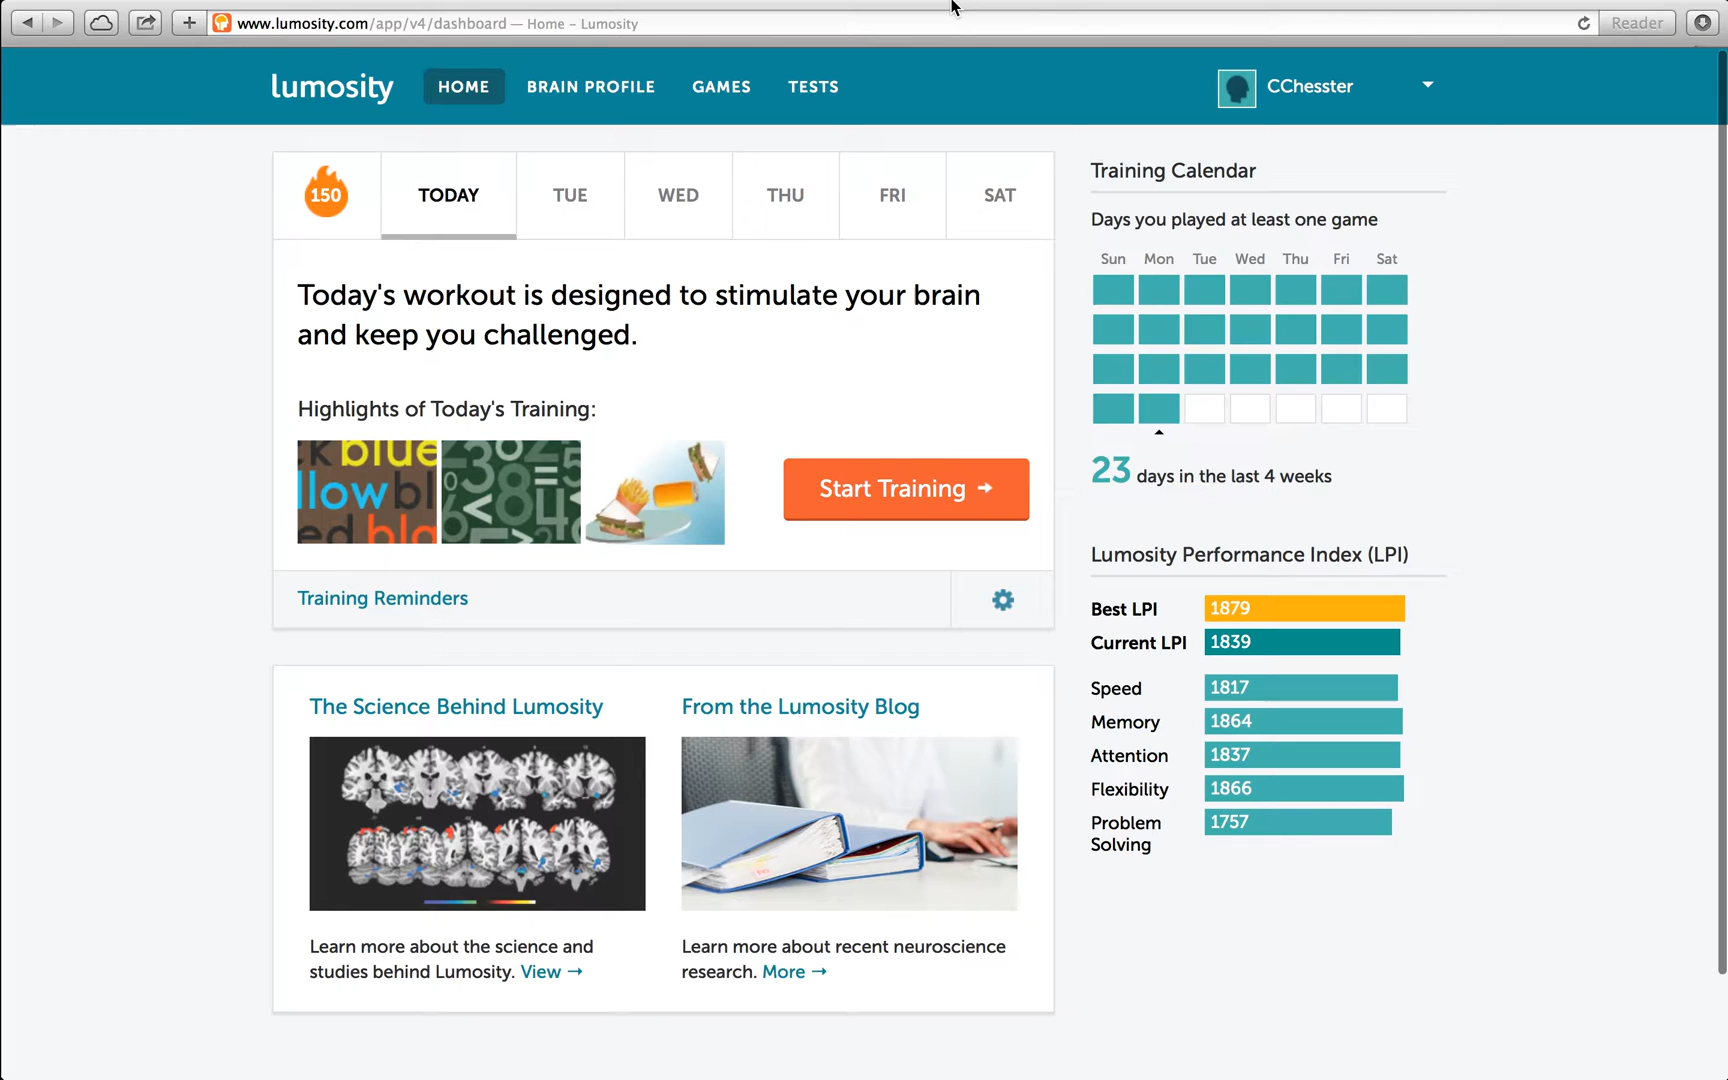 www.lumosity.com/app/v4/dashboard — Home – Lumosity
Reader
lumosity
HOME
BRAIN PROFILE
GAMES
TESTS
CChesster
150
TODAY
TUE
WED
THU
FRI
SAT
Today's workout is designed to stimulate your brain
and keep you challenged.
Highlights of Today's Training:
blue
llow
Start Training →
Training Reminders
The Science Behind Lumosity
Learn more about the science and
studies behind Lumosity. View →
From the Lumosity Blog
Learn more about recent neuroscience
research. More →
Training Calendar
Days you played at least one game
Sun Mon Tue Wed Thu Fri Sat
23 days in the last 4 weeks
Lumosity Performance Index (LPI)
Best LPI 1879
Current LPI 1839
Speed 1817
Memory 1864
Attention 1837
Flexibility 1866
Problem 1757
Solving